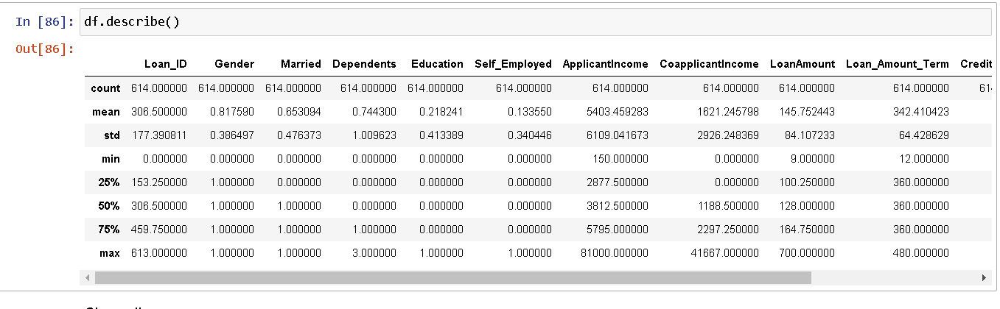 In [86]: df.describe()
Out[86]:
Loan_ID Gender Married Dependents Education Self_Employed ApplicantIncome CoapplicantIncome LoanAmount Loan_Amount_Term Credit
count 614.000000 614.000000 614.000000 614.000000 614.000000 614.000000 614.000000 614.000000 614.000000 614.000000 614
mean 306.500000 0.817590 0.653094 0.744300 0.218241 0.133550 5403.459283 1621.245798 145.752443 342.410423
std 177.390811 0.386497 0.476373 1.009623 0.413389 0.340446 6109.041673 2926.248369 84.107233 64.428629
min 0.000000 0.000000 0.000000 0.000000 0.000000 0.000000 150.000000 0.000000 9.000000 12.000000
25% 153.250000 1.000000 0.000000 0.000000 0.000000 0.000000 2877.500000 0.000000 100.250000 360.000000
50% 306.500000 1.000000 1.000000 0.000000 0.000000 0.000000 3812.500000 1188.500000 128.000000 360.000000
75% 459.750000 1.000000 1.000000 1.000000 0.000000 0.000000 5795.000000 2297.250000 164.750000 360.000000
max 613.000000 1.000000 1.000000 3.000000 1.000000 1.000000 81000.000000 41667.000000 700.000000 480.000000